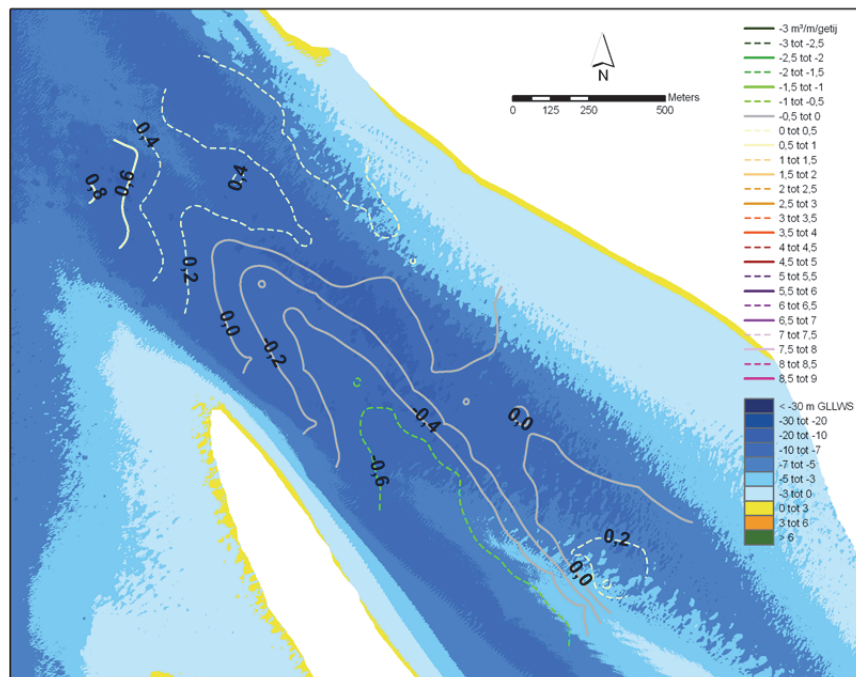 -3 m³/m/getij
-3 tot -2,5
-2,5 tot -2
-2 tot -1,5
-1,5 tot -1
-1 tot -0,5
-0,5 tot 0
0 tot 0,5
0,5 tot 1
1 tot 1,5
1,5 tot 2
2 tot 2,5
2,5 tot 3
3 tot 3,5
3,5 tot 4
4 tot 4,5
4,5 tot 5
5 tot 5,5
5,5 tot 6
6 tot 6,5
6,5 tot 7
7 tot 7,5
7,5 tot 8
8 tot 8,5
8,5 tot 9
< -30 m GLLWS
-30 tot -20
-20 tot -10
-10 tot -7
-7 tot -5
-5 tot -3
-3 tot 0
0 tot 3
3 tot 6
> 6
N
Meters
0 125 250 500
0,4
0,8
0,6
0,4
0,2
0,0
-0,2
-0,4
0,0
-0,6
0,2
0,0